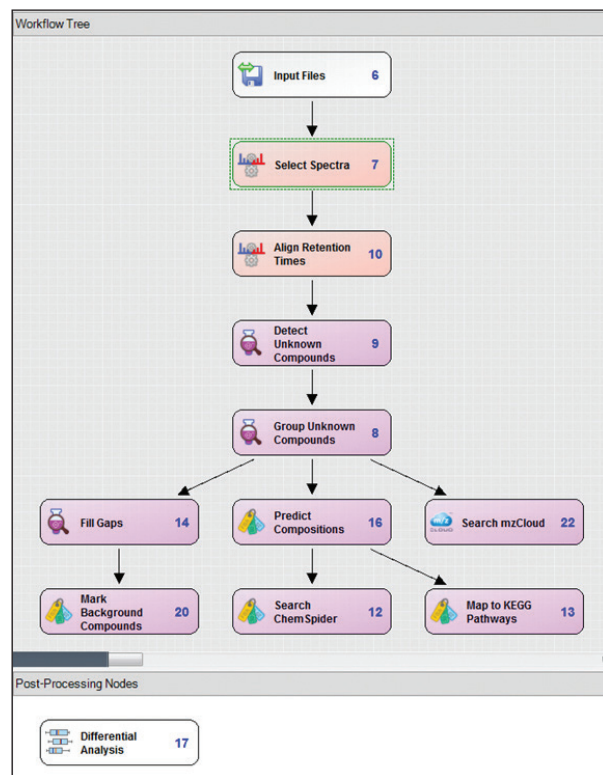 Workflow Tree
Input Files 6
Select Spectra 7
Align Retention
Times 10
Detect
Unknown
Compounds 9
Group Unknown
Compounds 8
Fill Gaps 14
Predict
Compositions 16
CLOUD
Search mzCloud 22
Mark
Background
Compounds 20
Search
ChemSpider 12
Map to KEGG
Pathways 13
Post-Processing Nodes
Differential
Analysis 17